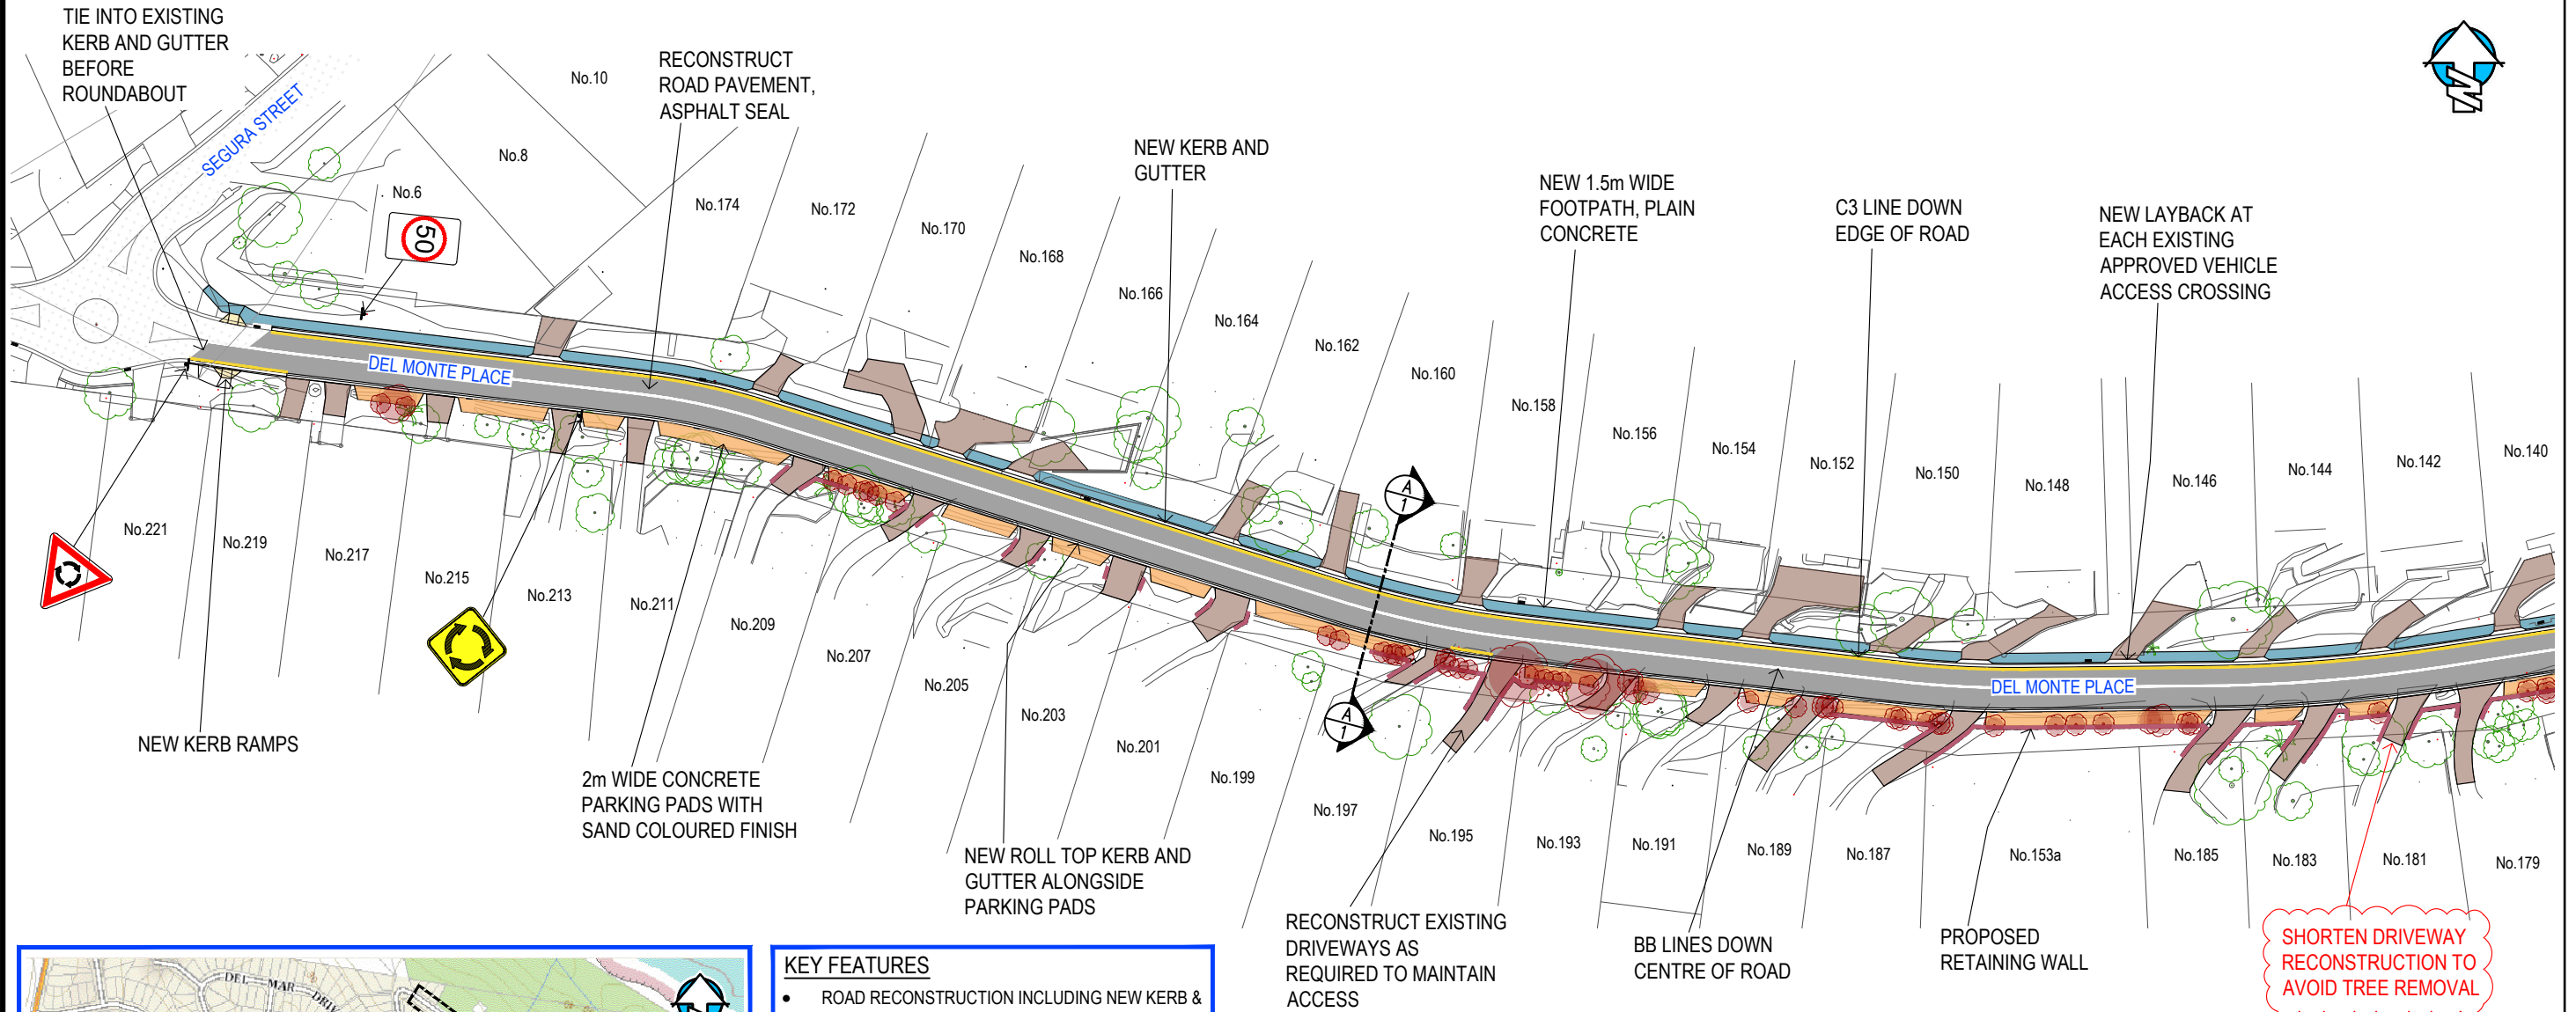 TIE INTO EXISTING
KERB AND GUTTER
BEFORE
ROUNDABOUT
SEGURA STREET
No.10
No.8
No.6
50
RECONSTRUCT
ROAD PAVEMENT,
ASPHALT SEAL
No.174
No.172
No.170
No.168
No.166
No.164
No.162
No.160
No.158
No.156
No.154
No.152
No.150
No.148
No.146
No.144
No.142
No.140
NEW KERB AND
GUTTER
NEW 1.5m WIDE
FOOTPATH, PLAIN
CONCRETE
C3 LINE DOWN
EDGE OF ROAD
NEW LAYBACK AT
EACH EXISTING
APPROVED VEHICLE
ACCESS CROSSING
N
DEL MONTE PLACE
DEL MONTE PLACE
A
1
A
1
No.221
No.219
No.217
No.215
No.213
No.211
No.209
No.207
No.205
No.203
No.201
No.199
No.197
No.195
No.193
No.191
No.189
No.187
No.153a
No.185
No.183
No.181
No.179
NEW KERB RAMPS
2m WIDE CONCRETE
PARKING PADS WITH
SAND COLOURED FINISH
NEW ROLL TOP KERB AND
GUTTER ALONGSIDE
PARKING PADS
RECONSTRUCT EXISTING
DRIVEWAYS AS
REQUIRED TO MAINTAIN
ACCESS
BB LINES DOWN
CENTRE OF ROAD
PROPOSED
RETAINING WALL
SHORTEN DRIVEWAY
RECONSTRUCTION TO
AVOID TREE REMOVAL
DEL MAR DRIV
N
KEY FEATURES
• ROAD RECONSTRUCTION INCLUDING NEW KERB &